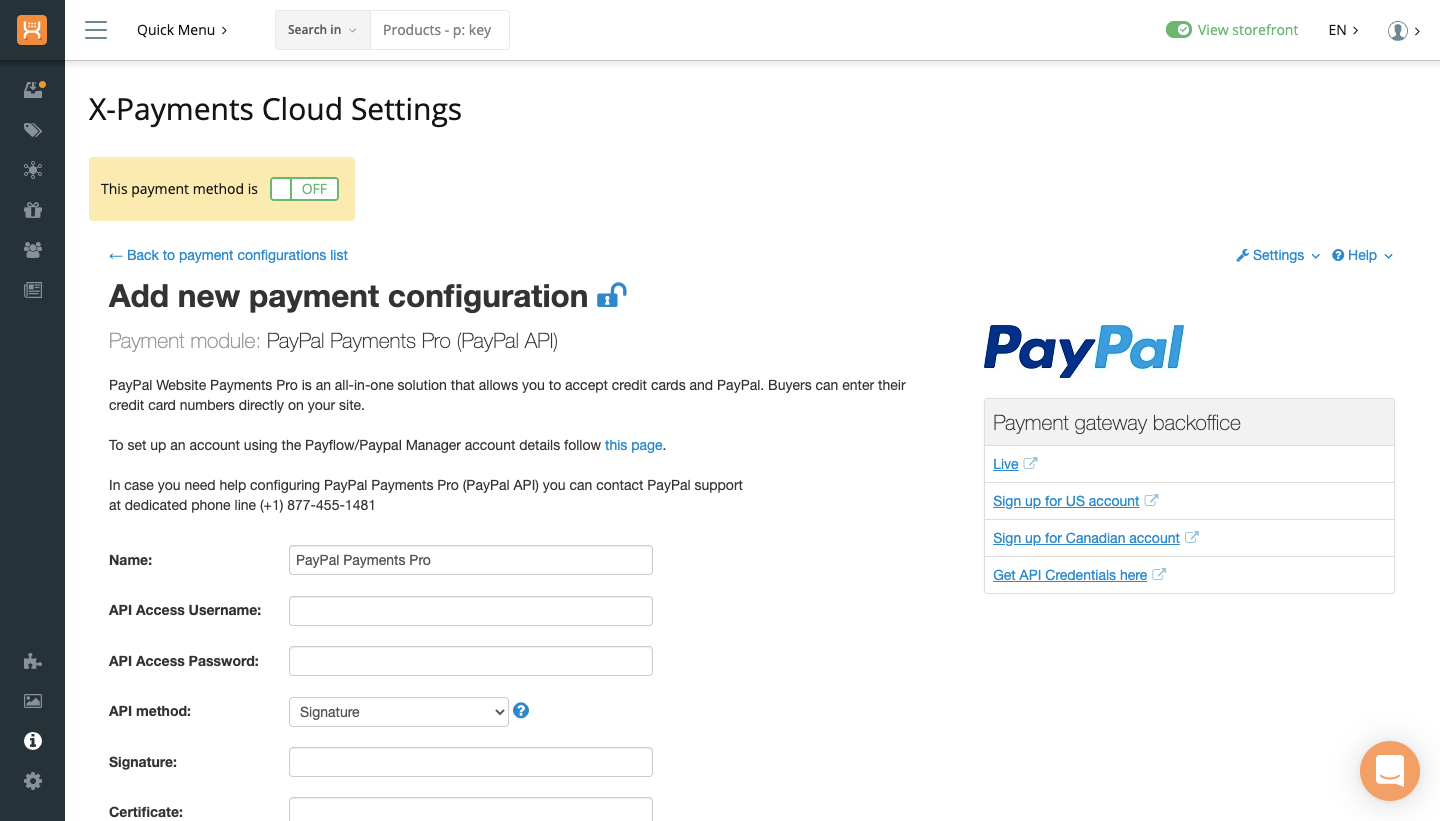 Quick Menu
Search in
Products - p: key
View storefront
EN
X-Payments Cloud Settings
This payment method is OFF
← Back to payment configurations list
Settings
Help
Add new payment configuration
Payment module: PayPal Payments Pro (PayPal API)
PayPal Website Payments Pro is an all-in-one solution that allows you to accept credit cards and PayPal. Buyers can enter their
credit card numbers directly on your site.
To set up an account using the Payflow/Paypal Manager account details follow this page.
In case you need help configuring PayPal Payments Pro (PayPal API) you can contact PayPal support
at dedicated phone line (+1) 877-455-1481
Name: PayPal Payments Pro
API Access Username:
API Access Password:
API method: Signature
Signature:
Certificate:
PayPal
Payment gateway backoffice
Live
Sign up for US account
Sign up for Canadian account
Get API Credentials here